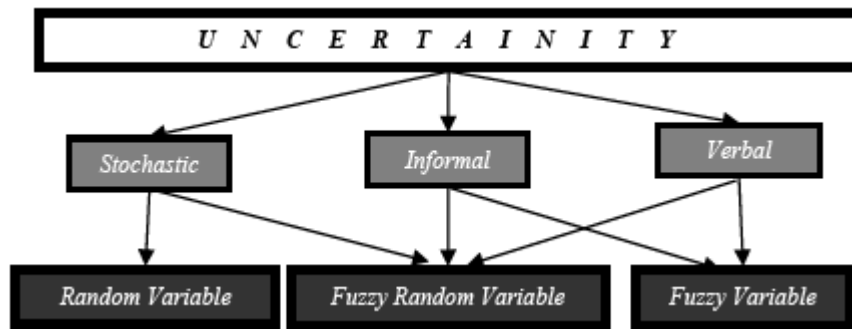 U N C E R T A I N I T Y
Stochastic
Informal
Verbal
Random Variable
Fuzzy Random Variable
Fuzzy Variable